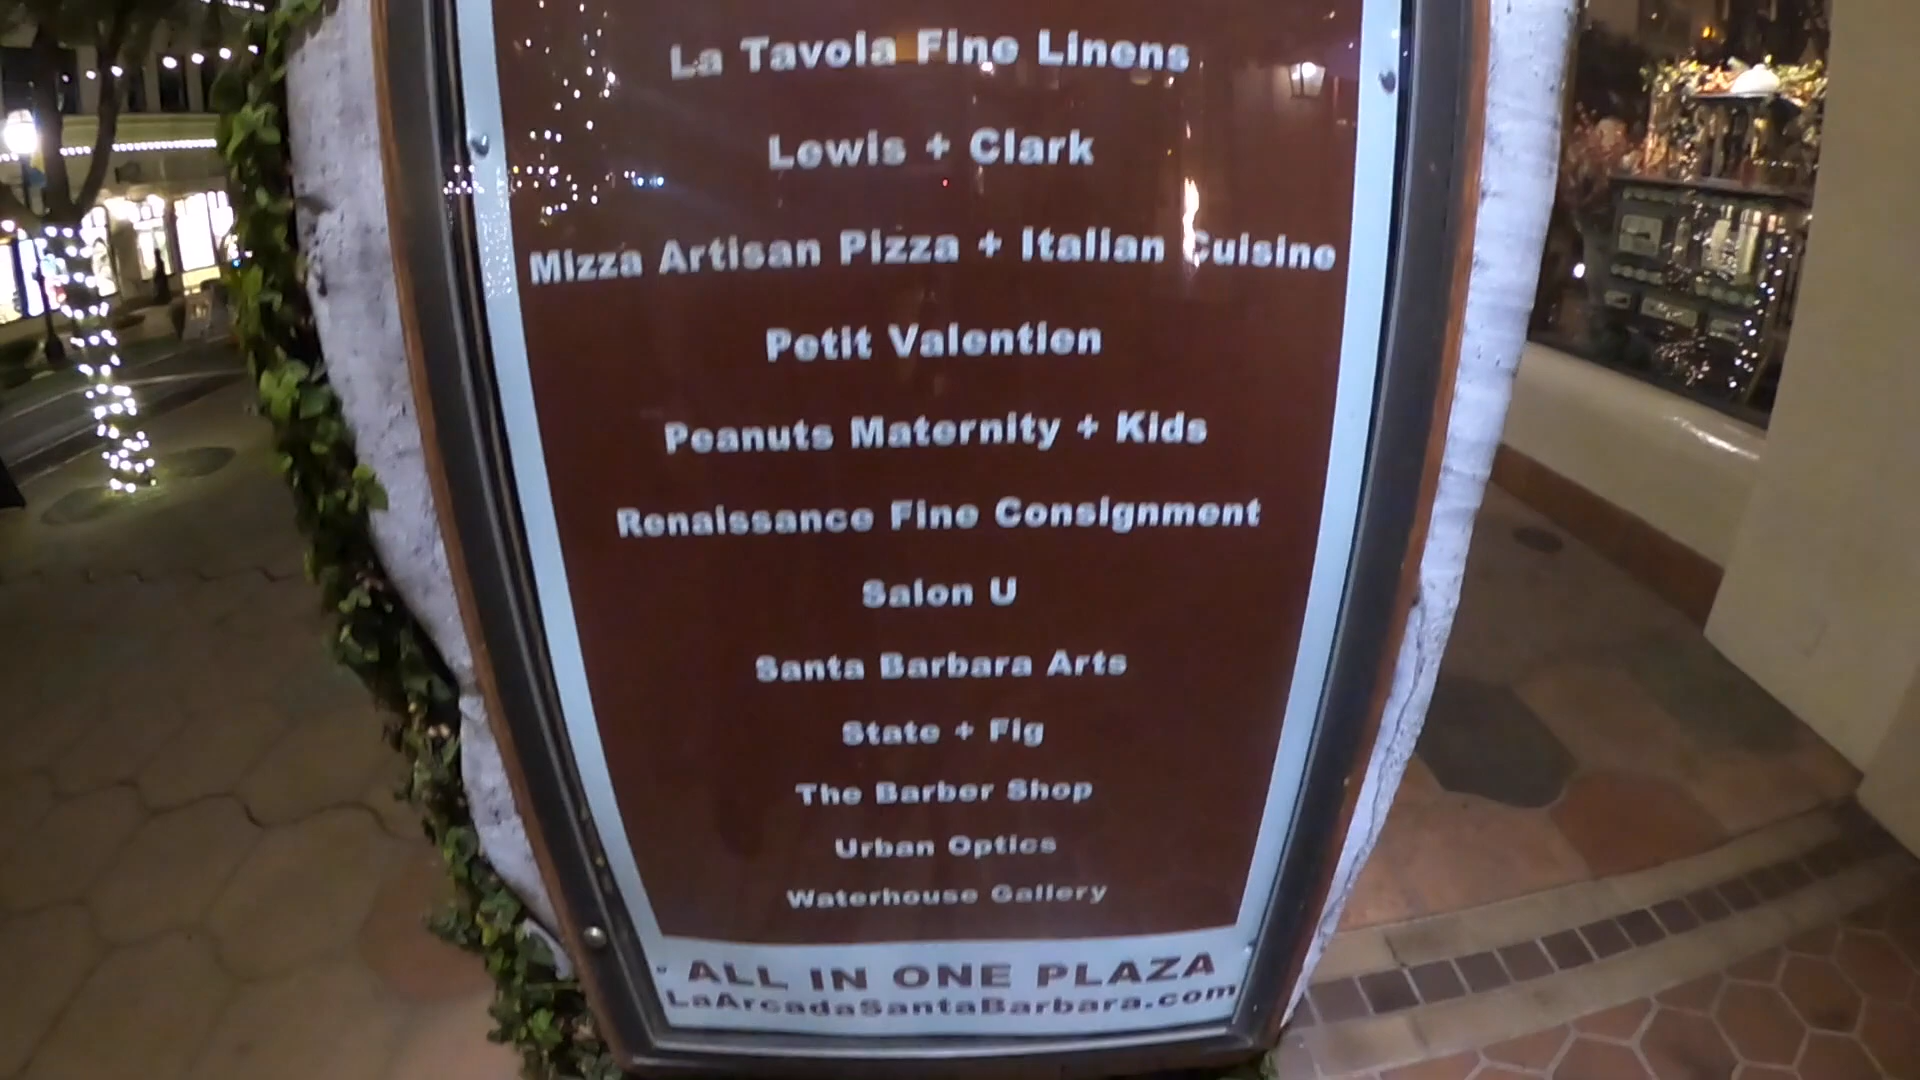 La Tavola Fine Linens
Lewis + Clark
Mizza Artisan Pizza + Italian Cuisine
Petit Valentien
Peanuts Maternity + Kids
Renaissance Fine Consignment
Salon U
Santa Barbara Arts
State + Fig
The Barber Shop
Urban Optics
Waterhouse Gallery
ALL IN ONE PLAZA
LaArcadaSantaBarbara.com